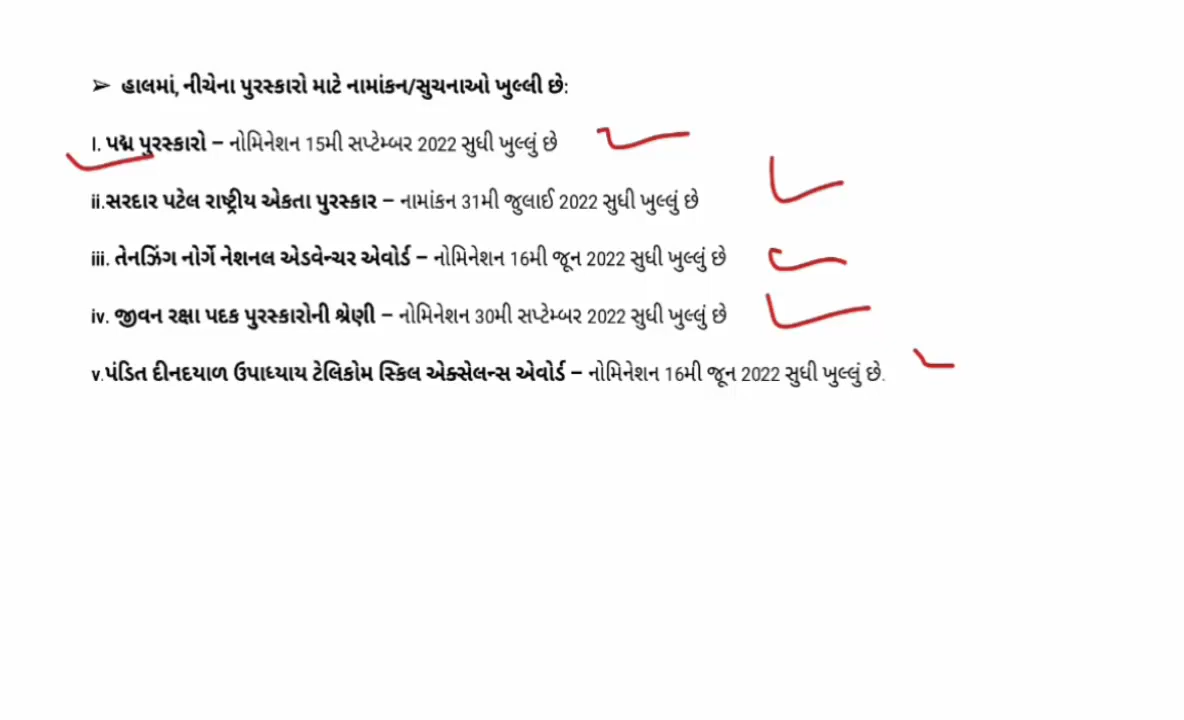 ➢ હાલમાં, નીચેના પુરસ્કારો માટે નામાંકન/સુચનાઓ ખુલ્લી છે:
I. પદ્મ પુરસ્કારો – નોમિનેશન 15મી સપ્ટેમ્બર 2022 સુધી ખુલ્લું છે
ii.સરદાર પટેલ રાષ્ટ્રીય એકતા પુરસ્કાર – નામાંકન 31મી જુલાઈ 2022 સુધી ખુલ્લું છે
iii. તેનઝિંગ નોર્ગે નેશનલ એડવેન્ચર એવોર્ડ – નોમિનેશન 16મી જૂન 2022 સુધી ખુલ્લું છે
iv. જીવન રક્ષા પદક પુરસ્કારોની શ્રેણી – નોમિનેશન 30મી સપ્ટેમ્બર 2022 સુધી ખુલ્લું છે
v.પંડિત દીનદયાળ ઉપાધ્યાય ટેલિકોમ સ્કિલ એક્સેલન્સ એવોર્ડ – નોમિનેશન 16મી જૂન 2022 સુધી ખુલ્લું છે.